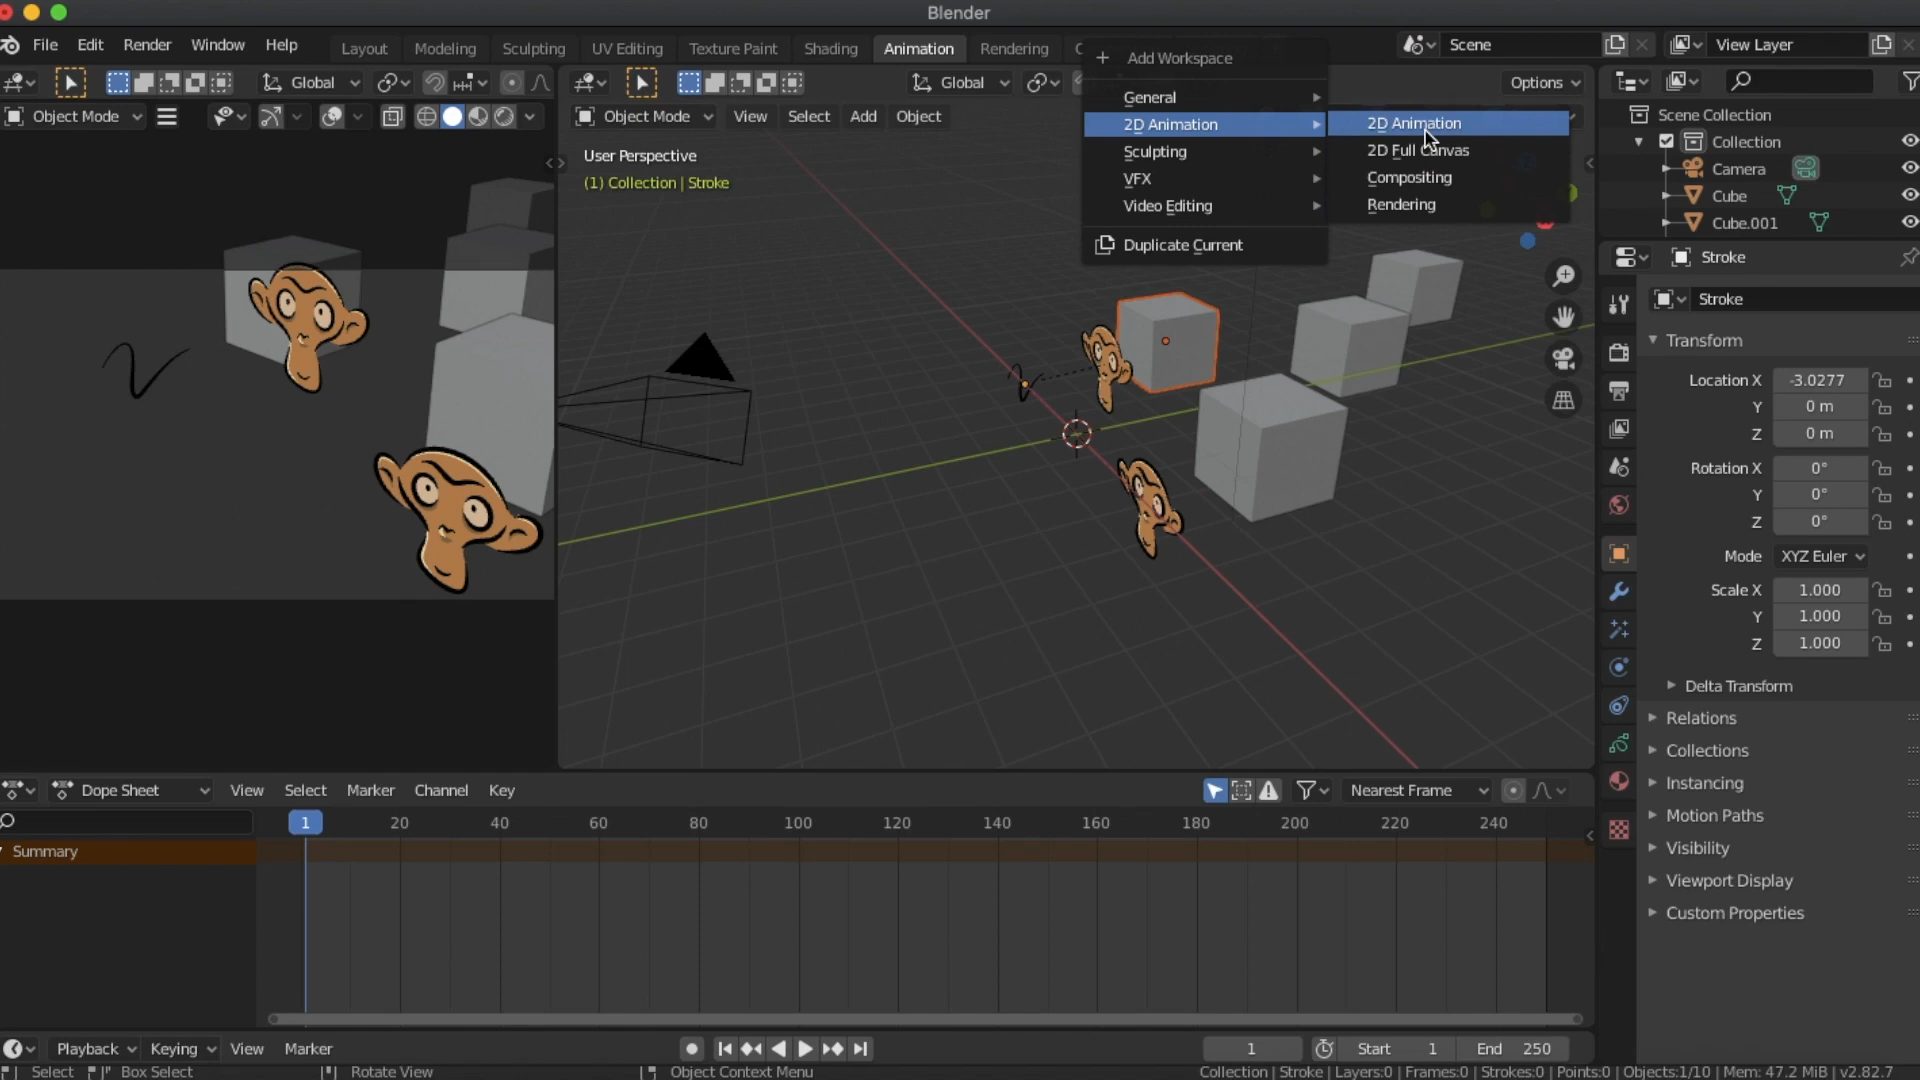 Blender
File Edit Render Window Help Layout Modeling Sculpting UV Editing Texture Paint Shading Animation Rendering Scene View Layer
Add Workspace
General
2D Animation
Sculpting
VFX
Video Editing
Duplicate Current
2D Animation
2D Full Canvas
Compositing
Rendering
Global
Global
Options
Object Mode
Object Mode View Select Add Object
User Perspective
(1) Collection | Stroke
Scene Collection
Collection
Camera
Cube
Cube.001
Stroke
Stroke
Transform
Location X -3.0277
Y 0 m
Z 0 m
Rotation X 0°
Y 0°
Z 0°
Mode XYZ Euler
Scale X 1.000
Y 1.000
Z 1.000
Delta Transform
Relations
Collections
Instancing
Motion Paths
Visibility
Viewport Display
Custom Properties
Dope Sheet View Select Marker Channel Key Nearest Frame
1 20 40 60 80 100 120 140 160 180 200 220 240
Summary
Playback Keying View Marker 1 Start 1 End 250
Select Box Select Rotate View Object Context Menu Collection | Stroke | Layers:0 | Frames:0 | Strokes:0 | Points:0 | Objects:1/10 | Mem: 47.2 MiB | v2.82.7